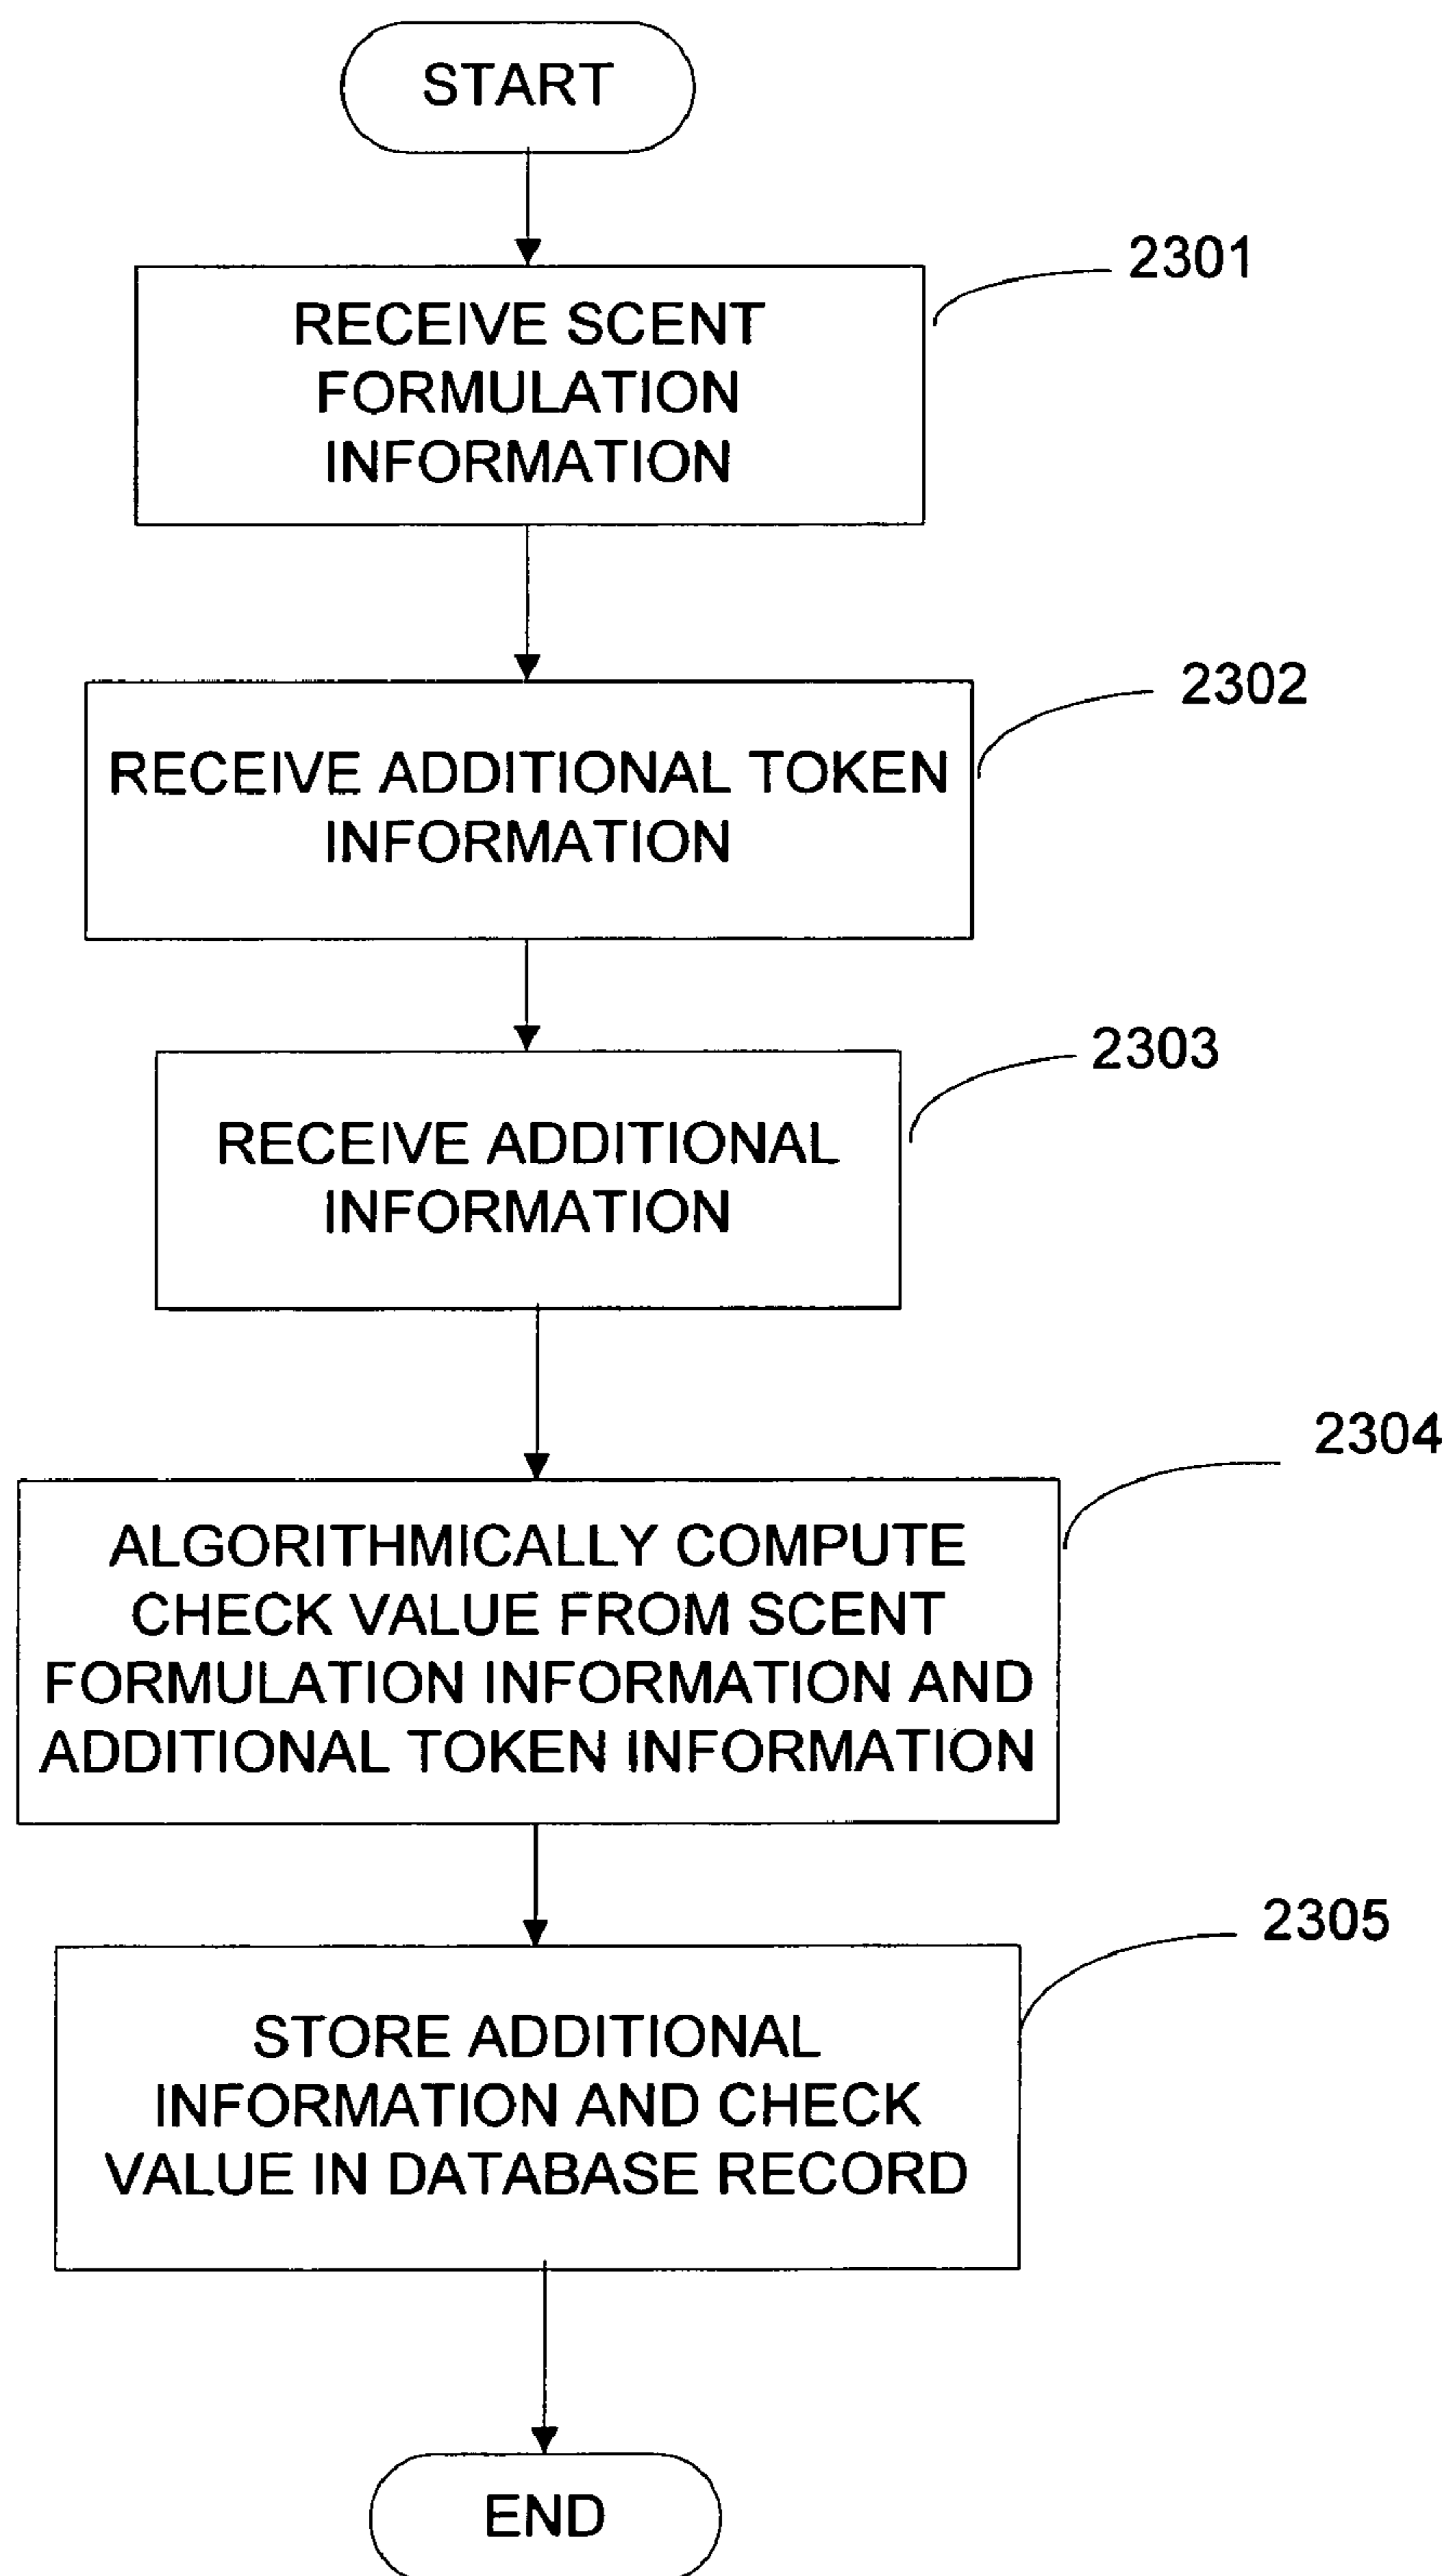 START
2301
RECEIVE SCENT
FORMULATION
INFORMATION
2302
RECEIVE ADDITIONAL TOKEN
INFORMATION
2303
RECEIVE ADDITIONAL
INFORMATION
2304
ALGORITHMICALLY COMPUTE
CHECK VALUE FROM SCENT
FORMULATION INFORMATION AND
ADDITIONAL TOKEN INFORMATION
2305
STORE ADDITIONAL
INFORMATION AND CHECK
VALUE IN DATABASE RECORD
END